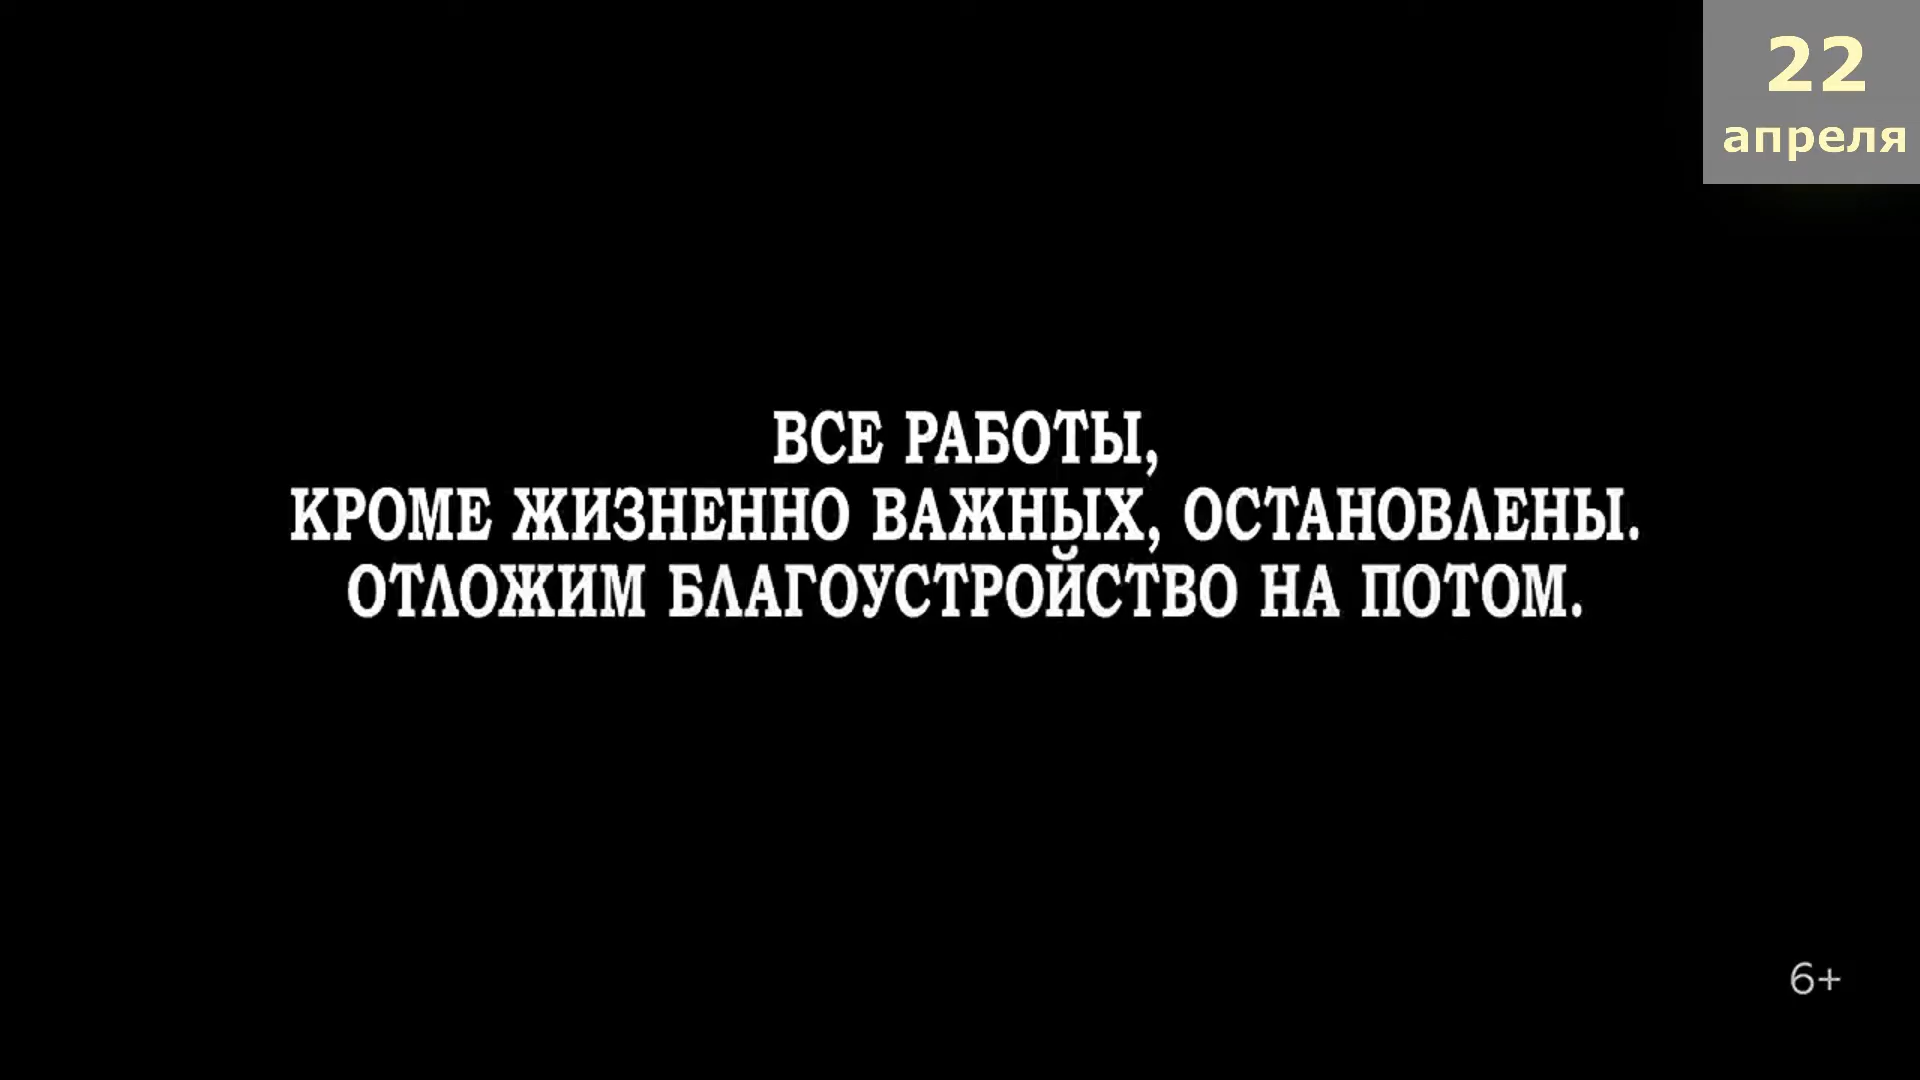 22
апреля
ВСЕ РАБОТЫ,
КРОМЕ ЖИЗНЕННО ВАЖНЫХ, ОСТАНОВЛЕНЫ.
ОТЛОЖИМ БЛАГОУСТРОЙСТВО НА ПОТОМ.
6+